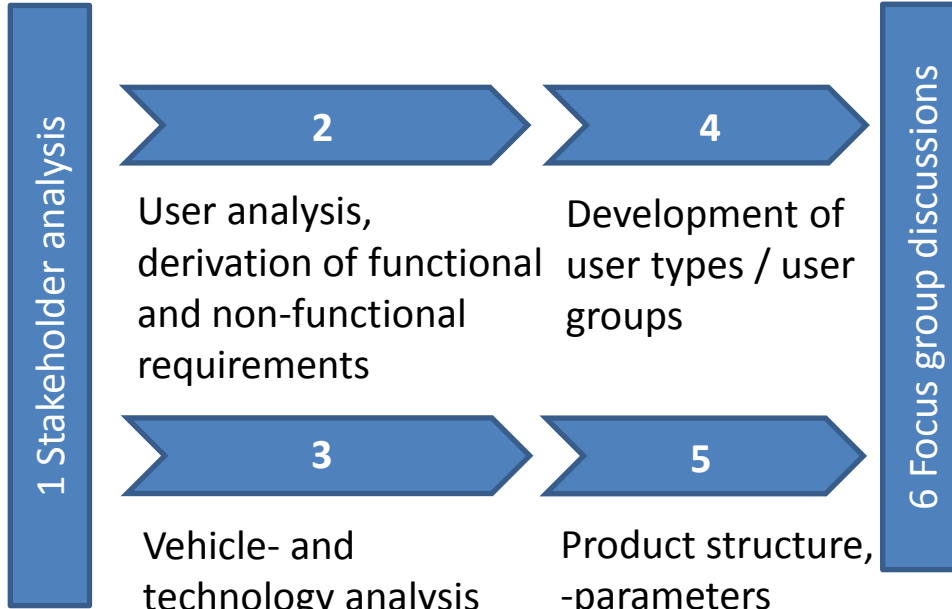 1 Stakeholder analysis
2
User analysis,
derivation of functional
and non-functional
requirements
4
Development of
user types / user
groups
3
Vehicle- and
technology analysis
5
Product structure,
-parameters
6 Focus group discussions